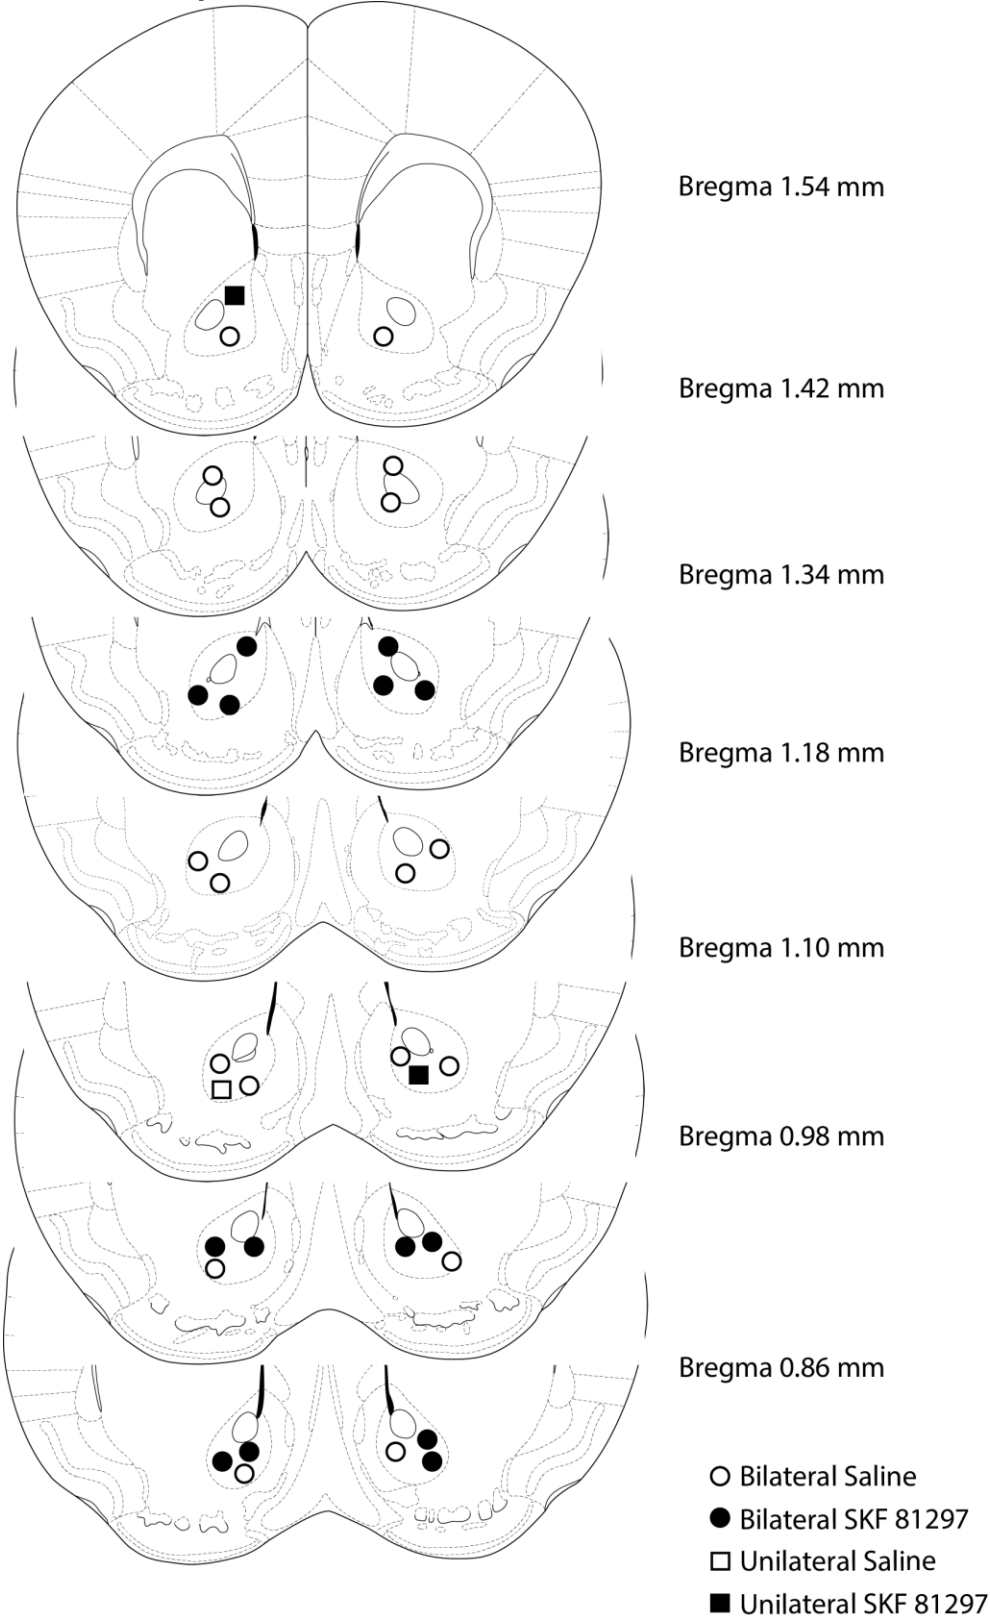 Bregma 1.54 mm
Bregma 1.42 mm
Bregma 1.34 mm
Bregma 1.18 mm
Bregma 1.10 mm
Bregma 0.98 mm
Bregma 0.86 mm
Bilateral Saline
Bilateral SKF 81297
Unilateral Saline
Unilateral SKF 81297